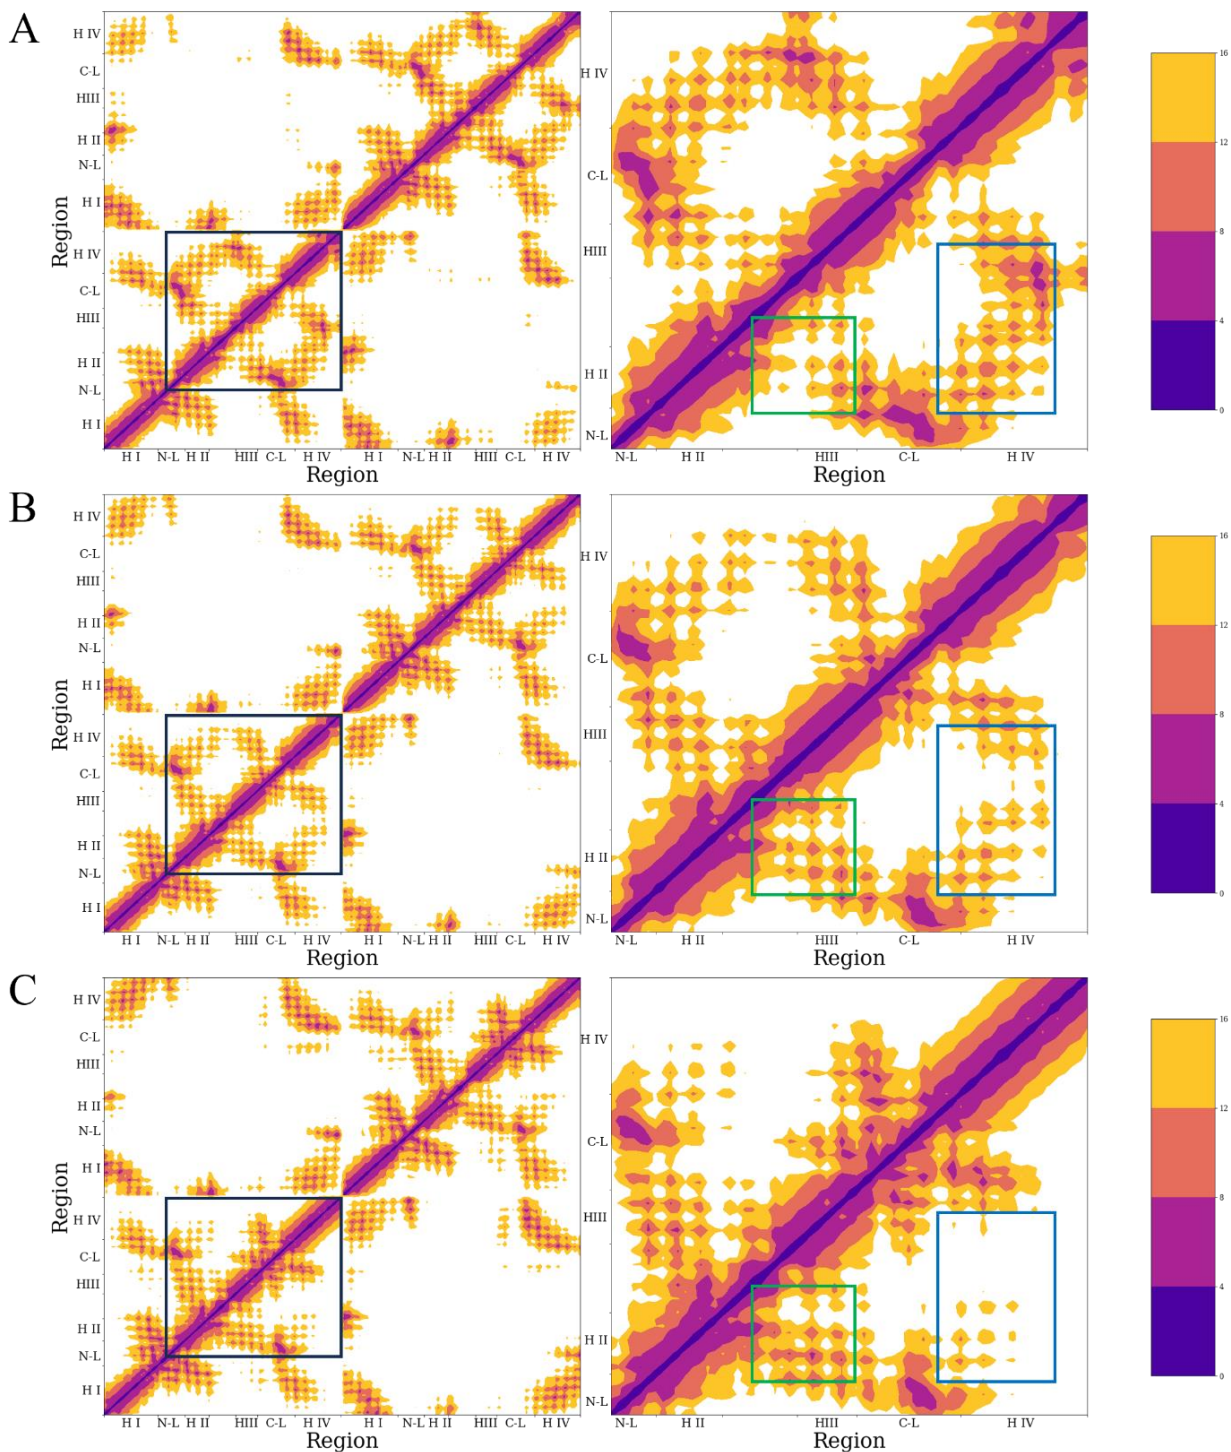 A
H IV
C-L
HIII
H II
N-L
H I
H IV
C-L
HIII
H II
N-L
H I
Region
H I N-L H II HIII C-L H IV H I N-L H II HIII C-L H IV
Region
H IV
C-L
HIII
H II
N-L
N-L H II HIII C-L H IV
Region
16
12
8
4
0
B
H IV
C-L
HIII
H II
N-L
H I
H IV
C-L
HIII
H II
N-L
H I
Region
H I N-L H II HIII C-L H IV H I N-L H II HIII C-L H IV
Region
H IV
C-L
HIII
H II
N-L
N-L H II HIII C-L H IV
Region
16
12
8
4
0
C
H IV
C-L
HIII
H II
N-L
H I
H IV
C-L
HIII
H II
N-L
H I
Region
H I N-L H II HIII C-L H IV H I N-L H II HIII C-L H IV
Region
H IV
C-L
HIII
H II
N-L
N-L H II HIII C-L H IV
Region
16
12
8
4
0